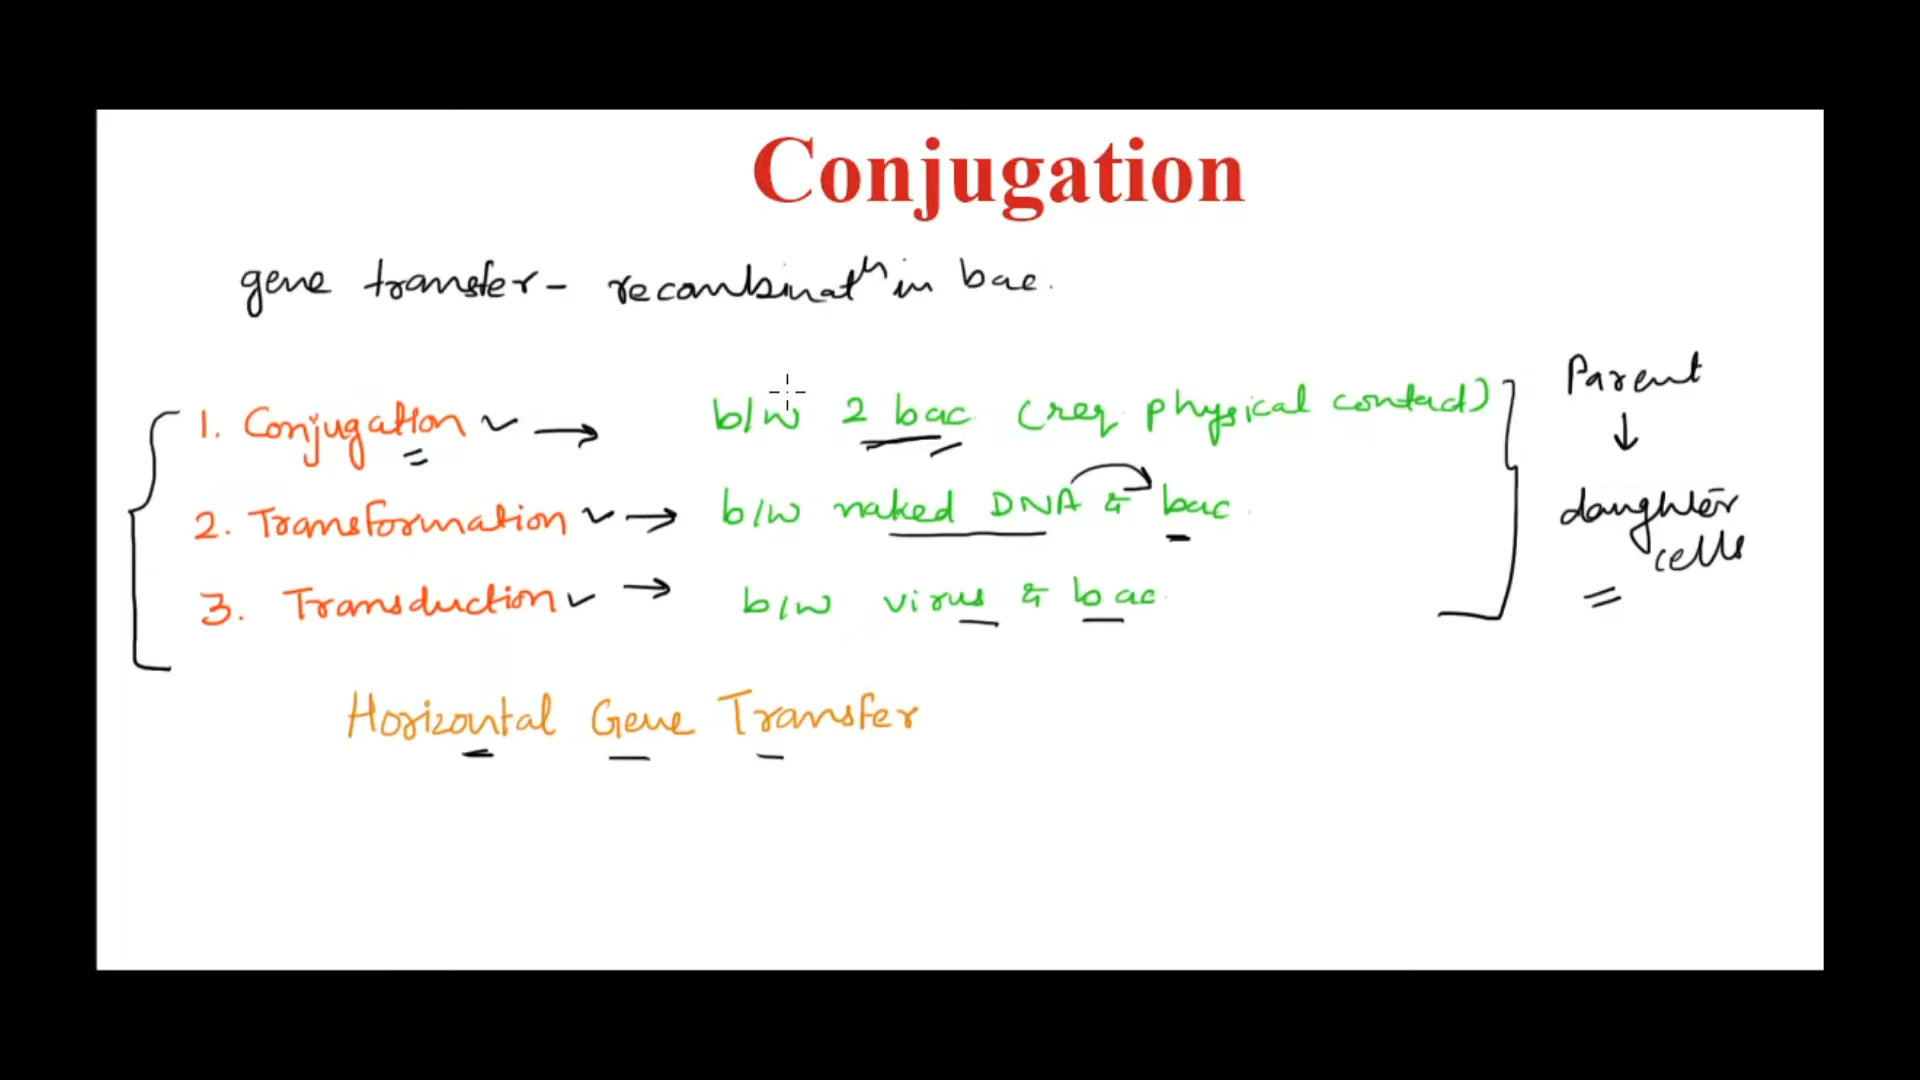 Conjugation
gene transfer - recombinatn in bac.
1. Conjugation → b/w 2 bac (req physical contact)
2. Transformation → b/w naked DNA & bac.
3. Transduction → b/w virus & bac.
Horizontal Gene Transfer
Parent
↓
daughter
cells